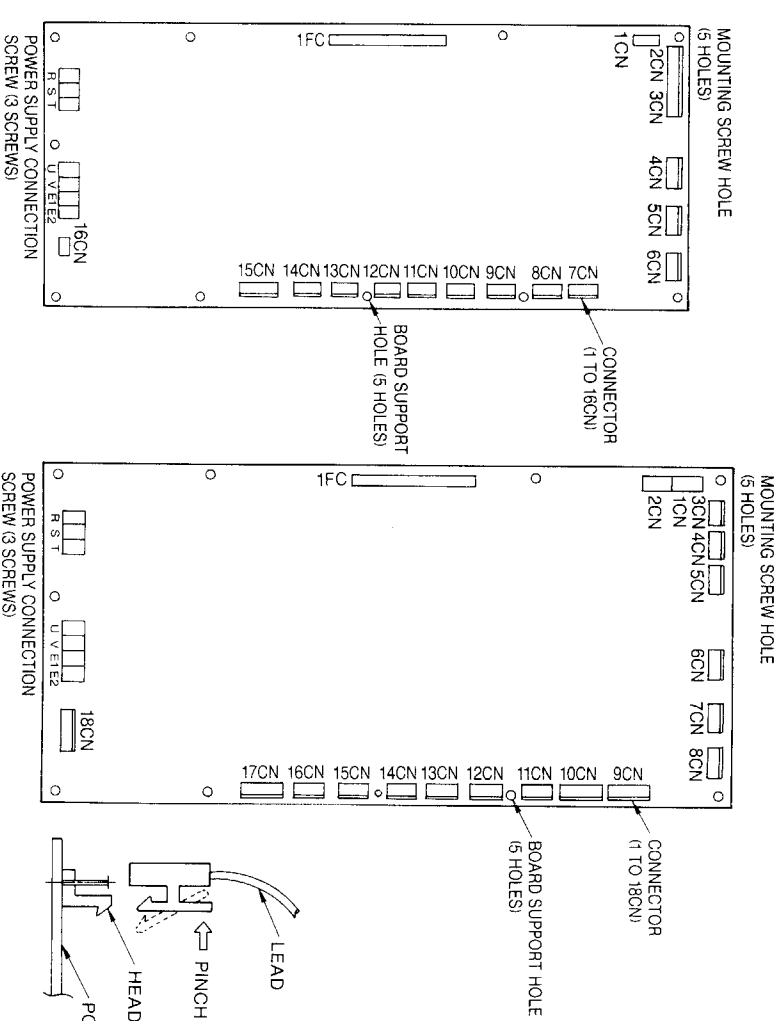 MOUNTING SCREW HOLE
(5 HOLES)
1FC
1CN
2CN 3CN
4CN
5CN
6CN
R S T
U V E1E2
16CN
15CN 14CN 13CN 12CN 11CN 10CN 9CN 8CN 7CN
POWER SUPPLY CONNECTION
SCREW (3 SCREWS)
BOARD SUPPORT
HOLE (5 HOLES)
CONNECTOR
(1 TO 16CN)
MOUNTING SCREW HOLE
(5 HOLES)
1FC
2CN
1CN
3CN 4CN 5CN
6CN
7CN
8CN
R S T
U V E1E2
18CN
17CN 16CN 15CN 14CN 13CN 12CN 11CN 10CN 9CN
POWER SUPPLY CONNECTION
SCREW (3 SCREWS)
BOARD SUPPORT HOLE
(5 HOLES)
CONNECTOR
(1 TO 18CN)
LEAD
PINCH
HEAD